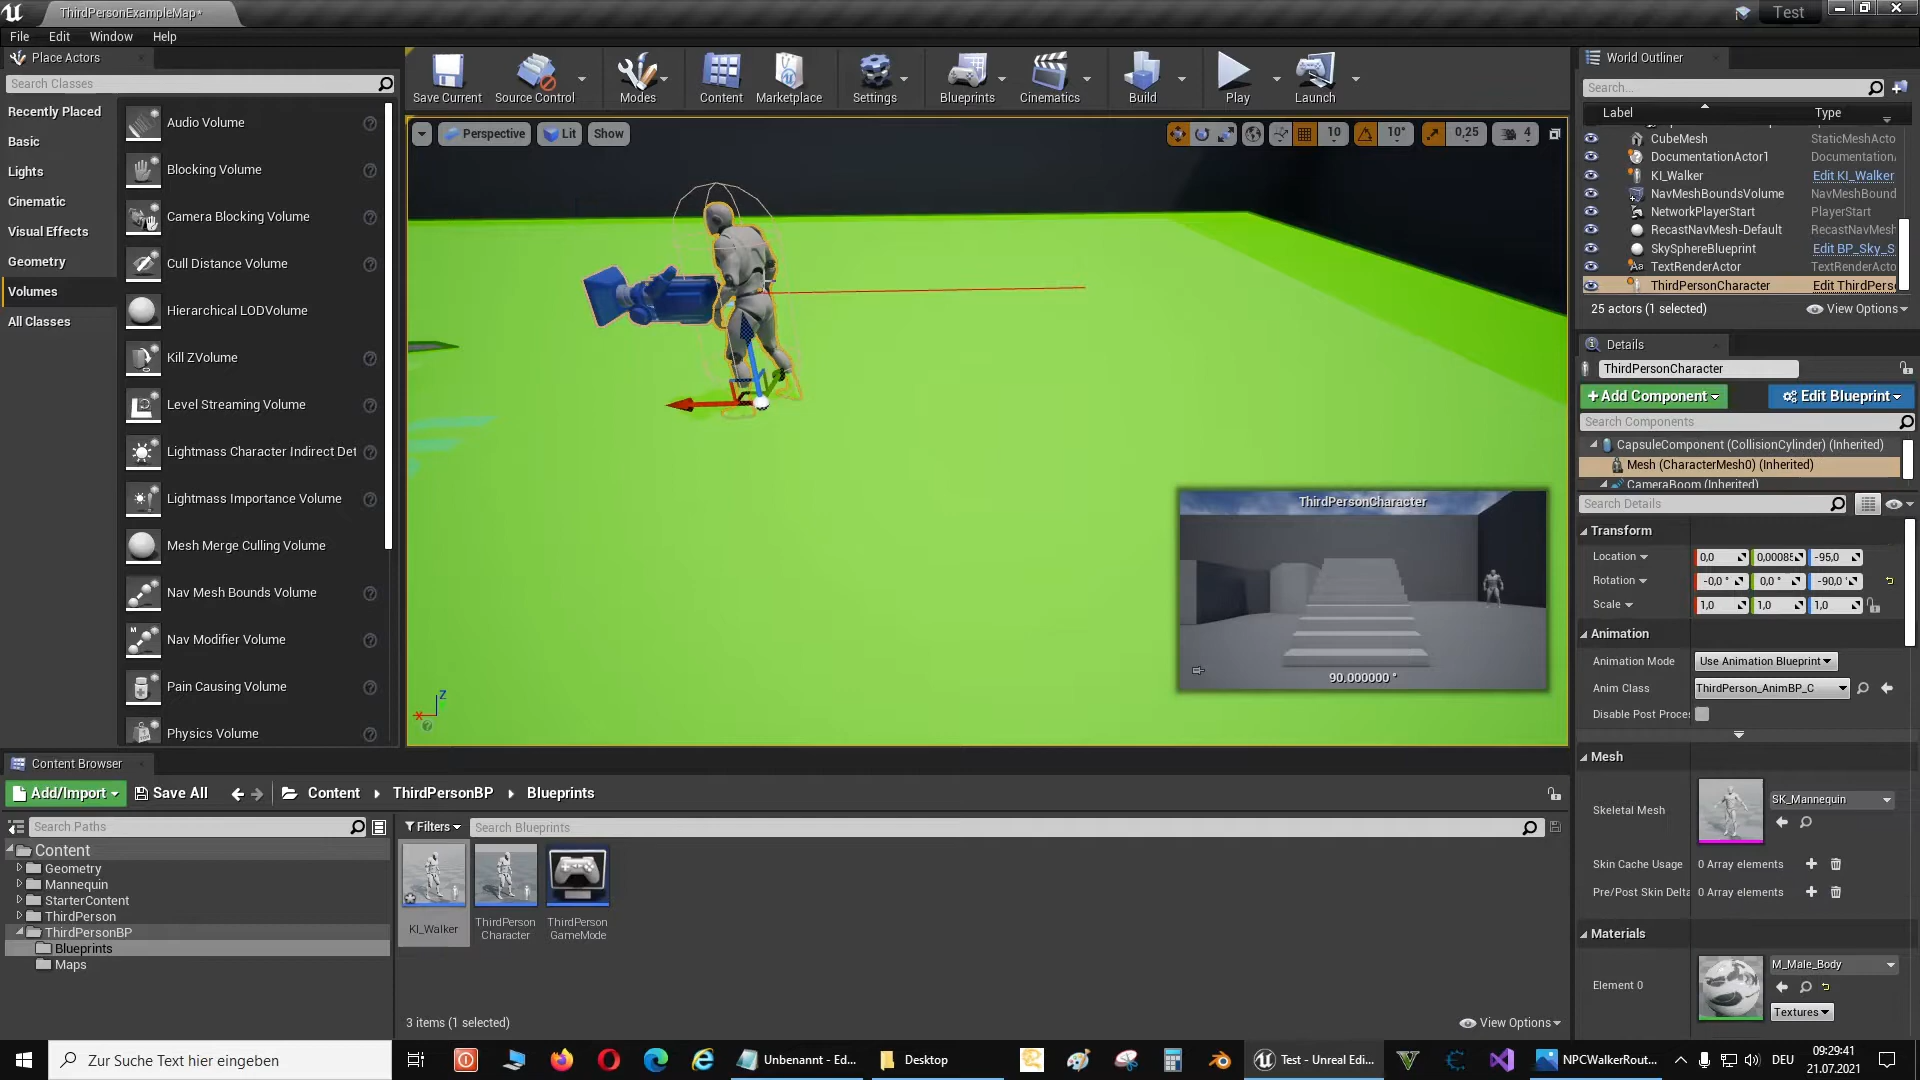 ThirdPersonExampleMap*
Test
File Edit Window Help
Place Actors
Search Classes
Recently Placed
Basic
Lights
Cinematic
Visual Effects
Geometry
Volumes
All Classes
Audio Volume
Blocking Volume
Camera Blocking Volume
Cull Distance Volume
Hierarchical LODVolume
Kill ZVolume
Level Streaming Volume
Lightmass Character Indirect Det
Lightmass Importance Volume
Mesh Merge Culling Volume
Nav Mesh Bounds Volume
Nav Modifier Volume
Pain Causing Volume
Physics Volume
Save Current Source Control Modes Content Marketplace Settings Blueprints Cinematics Build Play Launch
Perspective Lit Show
10 10° 0,25 4
ThirdPersonCharacter
90.000000 °
Z
X
World Outliner
Search...
Label Type
CubeMesh StaticMeshActo
DocumentationActor1 Documentation
KI_Walker Edit KI_Walker
NavMeshBoundsVolume NavMeshBound
NetworkPlayerStart PlayerStart
RecastNavMesh-Default RecastNavMesh
SkySphereBlueprint Edit BP_Sky_S
TextRenderActor TextRenderActo
ThirdPersonCharacter Edit ThirdPerso
25 actors (1 selected) View Options
Details
ThirdPersonCharacter
+Add Component Edit Blueprint
Search Components
CapsuleComponent (CollisionCylinder) (Inherited)
Mesh (CharacterMesh0) (Inherited)
CameraBoom (Inherited)
Search Details
Transform
Location 0,0 0,00085 -95,0
Rotation -0,0 ° 0,0 ° -90,0 °
Scale 1,0 1,0 1,0
Animation
Animation Mode Use Animation Blueprint
Anim Class ThirdPerson_AnimBP_C
Disable Post Proces
Mesh
Skeletal Mesh SK_Mannequin
Skin Cache Usage 0 Array elements
Pre/Post Skin Delta 0 Array elements
Materials
Element 0 M_Male_Body
Textures
Content Browser
Add/Import Save All Content ThirdPersonBP Blueprints
Search Paths
Filters Search Blueprints
Content
Geometry
Mannequin
StarterContent
ThirdPerson
ThirdPersonBP
Blueprints
Maps
KI_Walker
ThirdPerson
Character
ThirdPerson
GameMode
3 items (1 selected) View Options
Zur Suche Text hier eingeben
Unbenannt - Ed...
Desktop
Test - Unreal Edi...
NPCWalkerRout...
DEU
09:29:41
21.07.2021